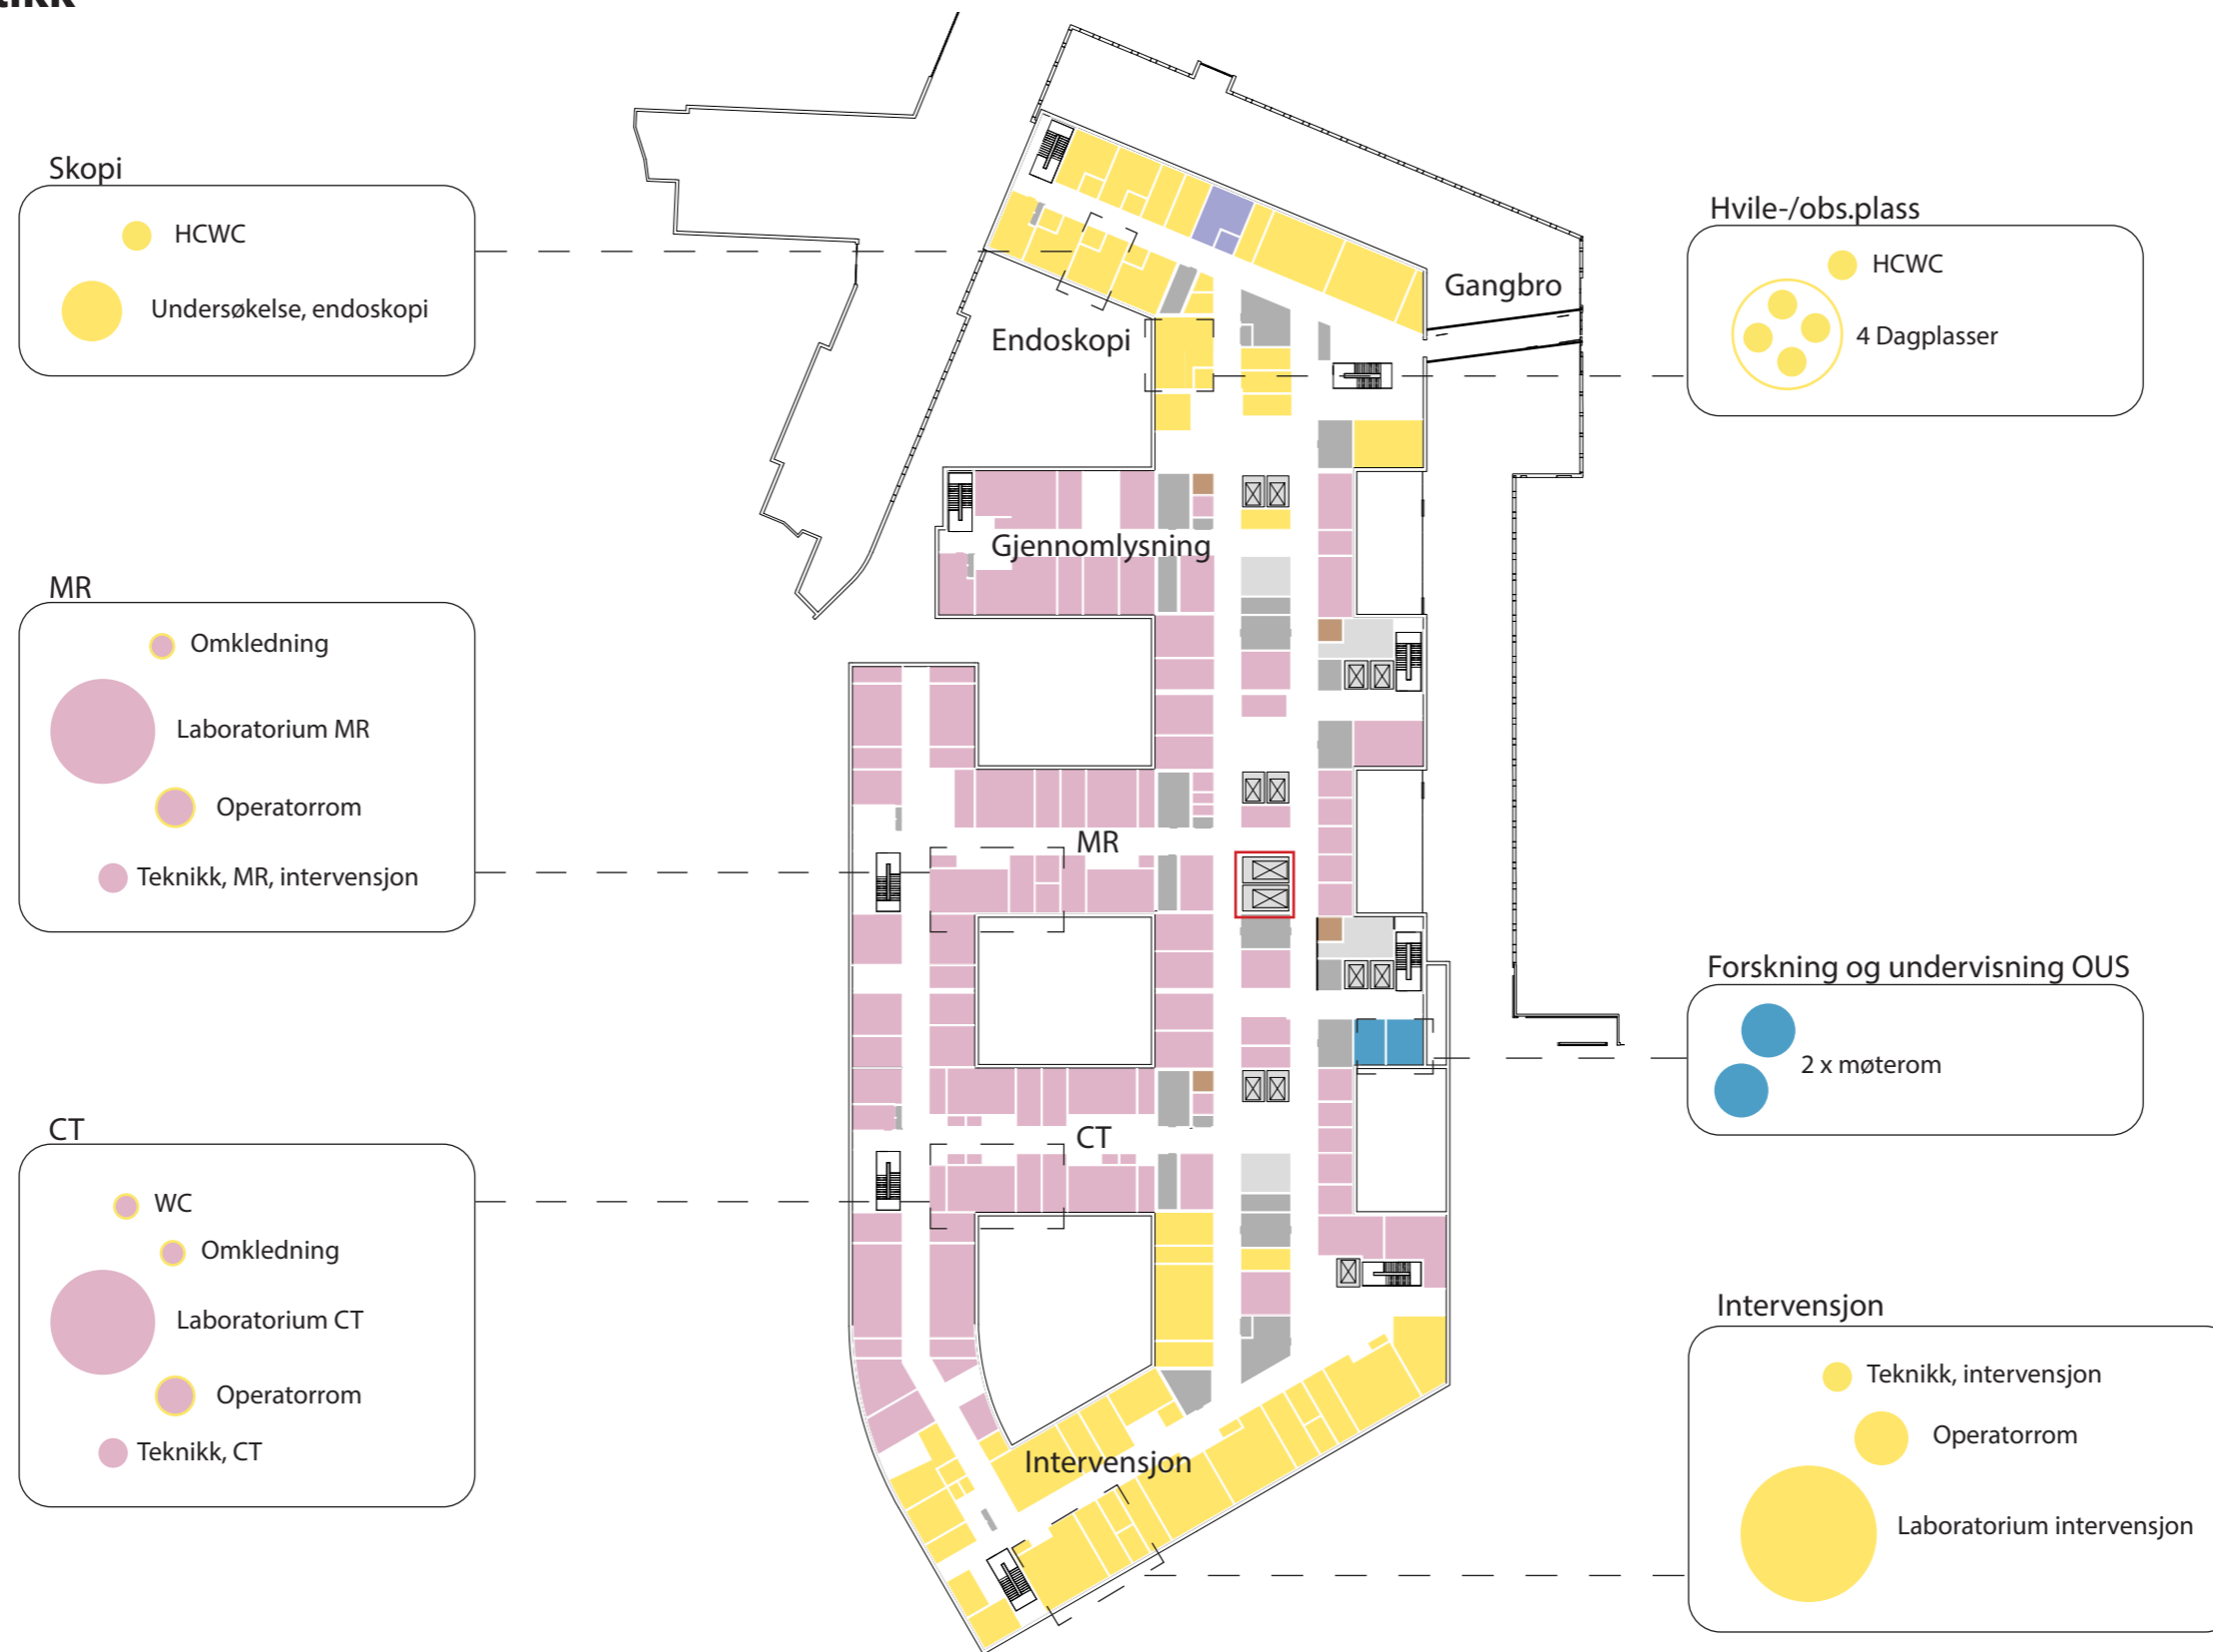 Skopi
HCWC
Undersøkelse, endoskopi
MR
Omkledning
Laboratorium MR
Operatorrom
Teknikk, MR, intervensjon
CT
WC
Omkledning
Laboratorium CT
Operatorrom
Teknikk, CT
Endoskopi
Gangbro
Gjennomlysning
MR
CT
Intervensjon
Hvile-/obs.plass
HCWC
4 Dagplasser
Forskning og undervisning OUS
2 x møterom
Intervensjon
Teknikk, intervensjon
Operatorrom
Laboratorium intervensjon